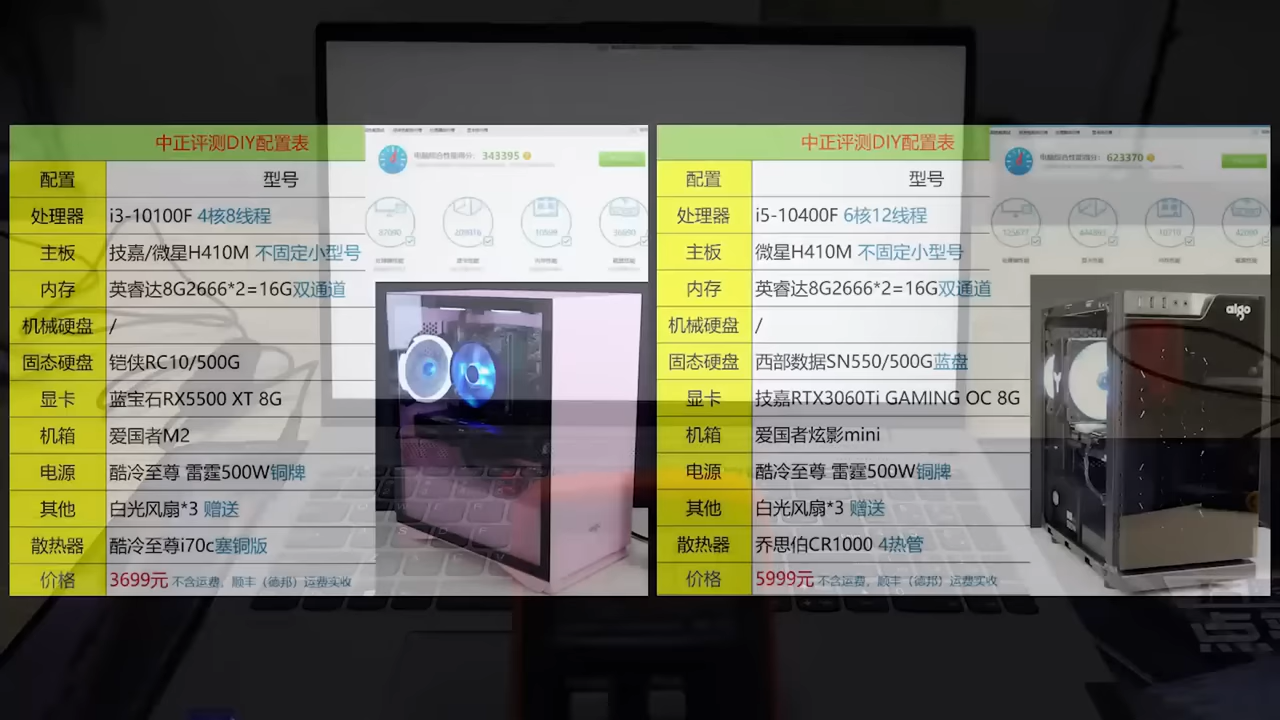 中正评测DIY配置表
配置 型号
处理器 i3-10100F 4核8线程
主板 技嘉/微星H410M 不固定小型号
内存 英睿达8G2666*2=16G双通道
机械硬盘 /
固态硬盘 铠侠RC10/500G
显卡 蓝宝石RX5500 XT 8G
机箱 爱国者M2
电源 酷冷至尊 雷霆500W铜牌
其他 白光风扇*3 赠送
散热器 酷冷至尊i70c塞铜版
价格 3699元 不含运费，顺丰（德邦）运费实收
电脑综合性能得分： 343395
中正评测DIY配置表
配置 型号
处理器 i5-10400F 6核12线程
主板 微星H410M 不固定小型号
内存 英睿达8G2666*2=16G双通道
机械硬盘 /
固态硬盘 西部数据SN550/500G蓝盘
显卡 技嘉RTX3060Ti GAMING OC 8G
机箱 爱国者炫影mini
电源 酷冷至尊 雷霆500W铜牌
其他 白光风扇*3 赠送
散热器 乔思伯CR1000 4热管
价格 5999元 不含运费，顺丰（德邦）运费实收
电脑综合性能得分： 623370
aigo